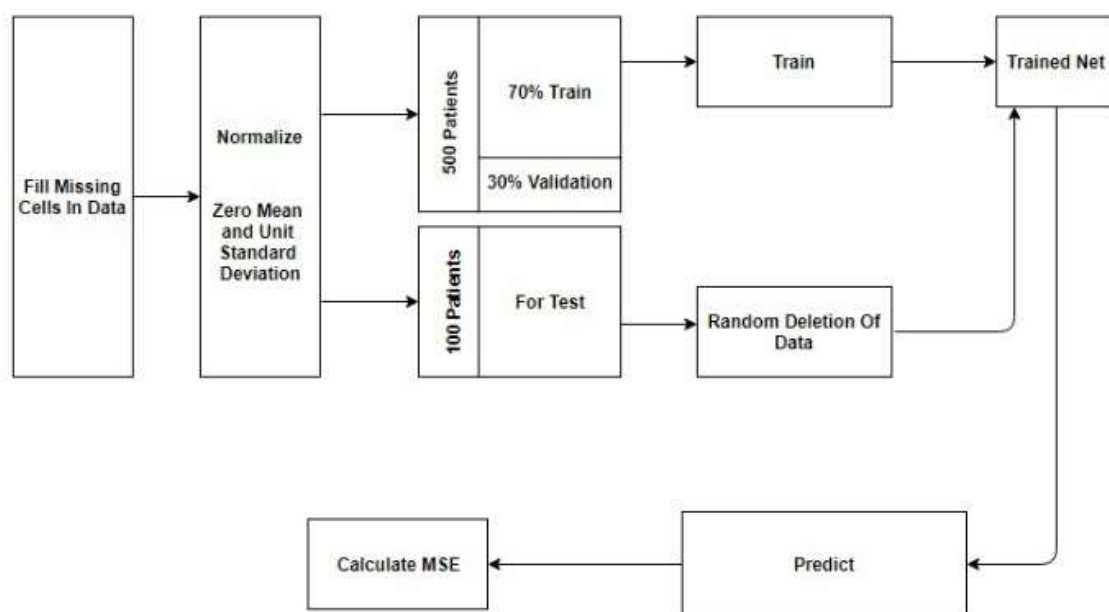 Fill Missing
Cells In Data
Normalize
Zero Mean
and Unit
Standard
Deviation
500 Patients
70% Train
30% Validation
100 Patients
For Test
Train
Trained Net
Random Deletion Of
Data
Predict
Calculate MSE